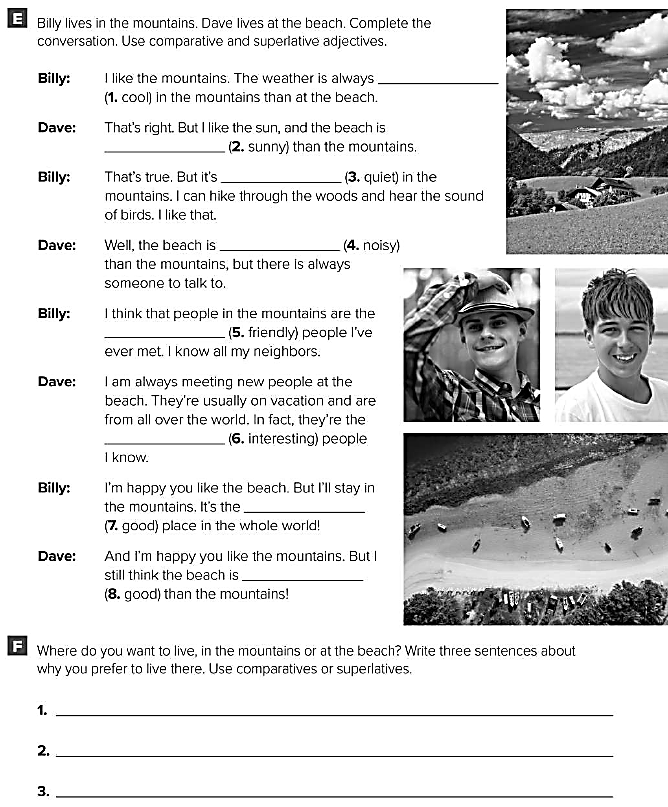 E Billy lives in the mountains. Dave lives at the beach. Complete the
conversation. Use comparative and superlative adjectives.
Billy: I like the mountains. The weather is always _______________
(1. cool) in the mountains than at the beach.
Dave: That's right. But I like the sun, and the beach is
_______________ (2. sunny) than the mountains.
Billy: That's true. But it's _______________ (3. quiet) in the
mountains. I can hike through the woods and hear the sound
of birds. I like that.
Dave: Well, the beach is _______________ (4. noisy)
than the mountains, but there is always
someone to talk to.
Billy: I think that people in the mountains are the
_______________ (5. friendly) people I've
ever met. I know all my neighbors.
Dave: I am always meeting new people at the
beach. They're usually on vacation and are
from all over the world. In fact, they're the
_______________ (6. interesting) people
I know.
Billy: I'm happy you like the beach. But I'll stay in
the mountains. It's the _______________
(7. good) place in the whole world!
Dave: And I'm happy you like the mountains. But I
still think the beach is _______________
(8. good) than the mountains!
F Where do you want to live, in the mountains or at the beach? Write three sentences about
why you prefer to live there. Use comparatives or superlatives.
1. _______________
2. _______________
3. _______________